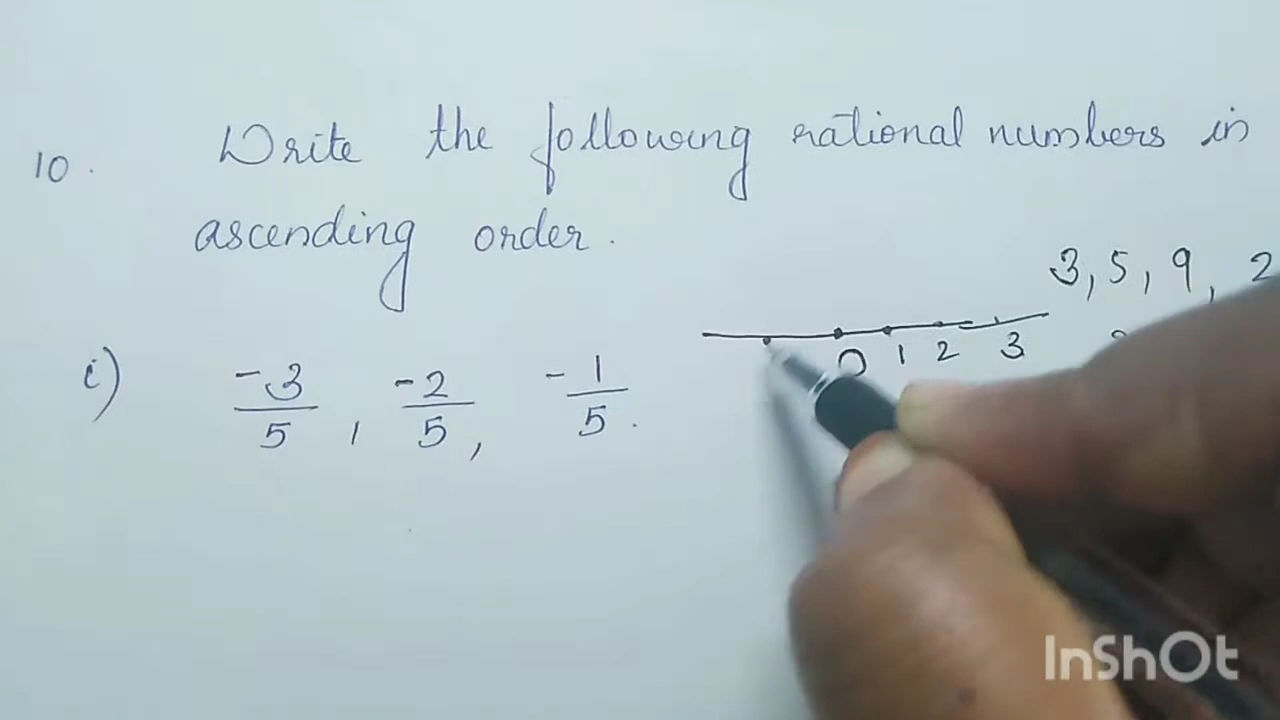 10. Write the following rational numbers in
ascending order.
3, 5, 9, 2
0 1 2 3
i) -3/5, -2/5, -1/5.
InShOt